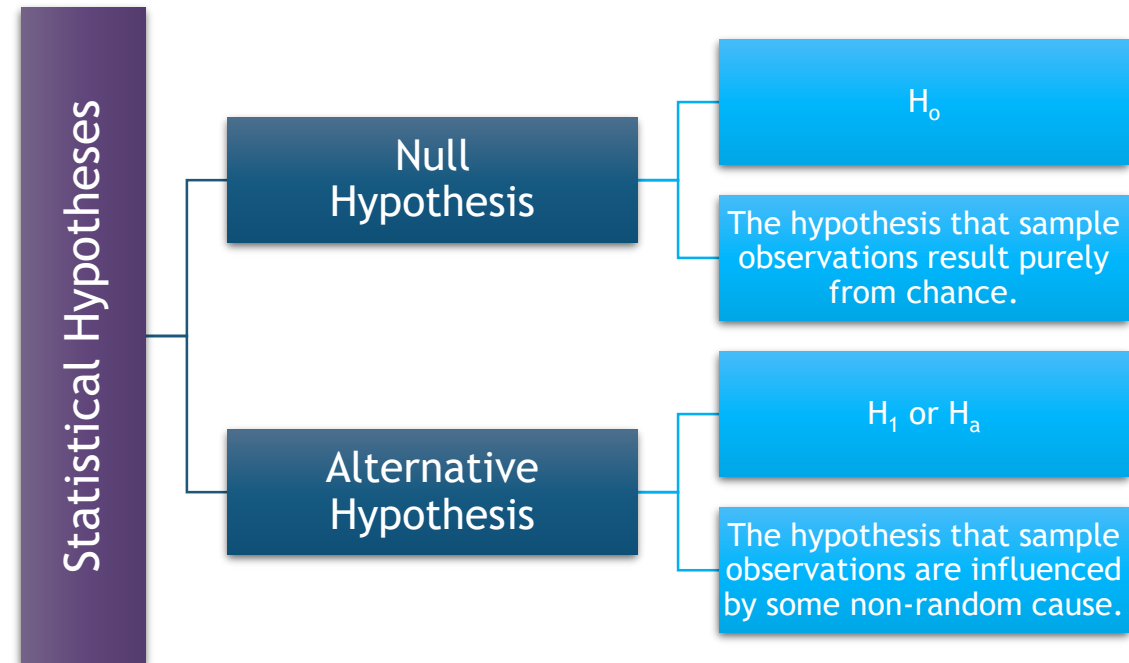 Statistical Hypotheses
Null
Hypothesis
Hₒ
The hypothesis that sample
observations result purely
from chance.
Alternative
Hypothesis
H₁ or Hₐ
The hypothesis that sample
observations are influenced
by some non-random cause.